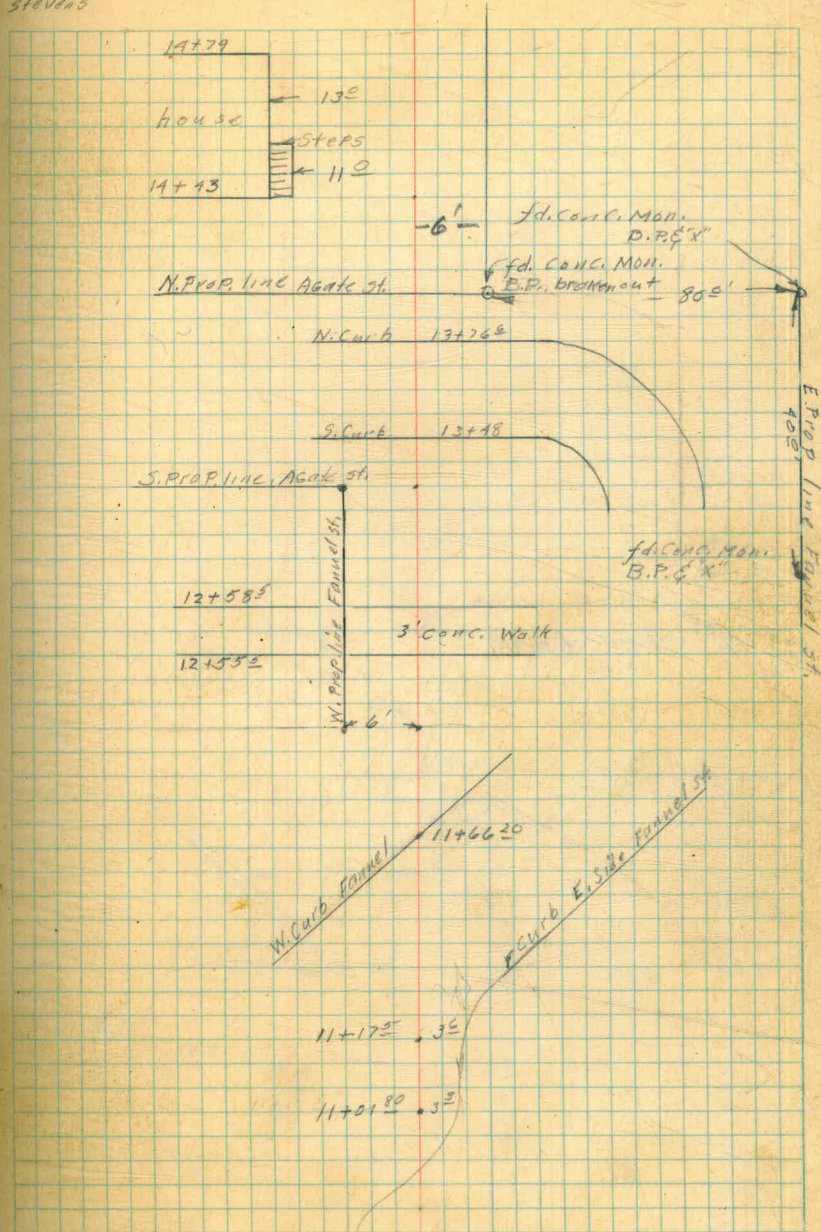 Stevens
14+79
13⁰
house
Steps
11⁰
14+43
6'
fd. Conc. Mon.
B.P.& "X"
fd. Conc. Mon.
B.P. broken out
80⁰'
N. Prop. line Agate St.
N. Curb 13+76⁵
S. Curb 13+48
S. Prop. line, Agate St.
E. Prop line Fannel St.
40⁰'
W. Prop. line Fannel St.
fd. Conc. Mon.
B.P. & "X"
12+58⁵
3' Conc. Walk
12+55⁵
6'
11+66²⁰
W. Curb Fannel
Curb E. Side Fannel St.
11+17⁵ 3⁶
11+01⁸⁰ 3³